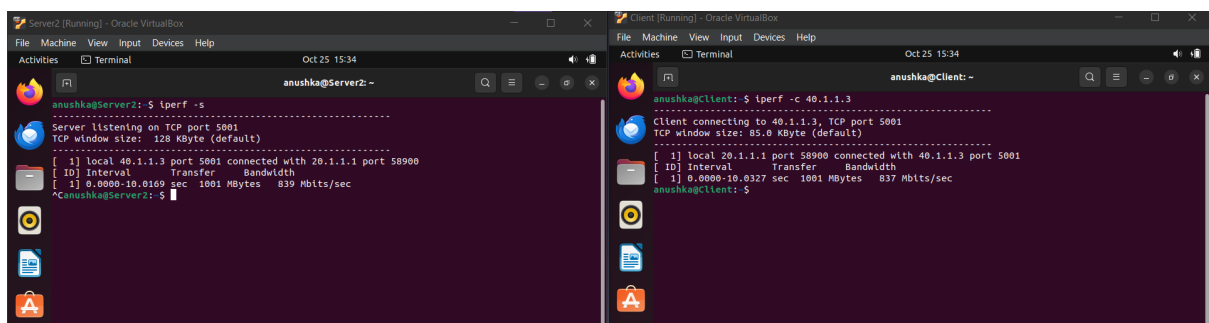 Server2 [Running] - Oracle VirtualBox
File Machine View Input Devices Help
Activities Terminal Oct 25 15:34
anushka@Server2: ~
anushka@Server2:~$ iperf -s
------------------------------------------------------------
Server listening on TCP port 5001
TCP window size:  128 KByte (default)
------------------------------------------------------------
[  1] local 40.1.1.3 port 5001 connected with 20.1.1.1 port 58900
[ ID] Interval       Transfer     Bandwidth
[  1] 0.0000-10.0169 sec  1001 MBytes   839 Mbits/sec
^Canushka@Server2:~$
Client [Running] - Oracle VirtualBox
File Machine View Input Devices Help
Activities Terminal Oct 25 15:34
anushka@Client: ~
anushka@Client:~$ iperf -c 40.1.1.3
------------------------------------------------------------
Client connecting to 40.1.1.3, TCP port 5001
TCP window size: 85.0 KByte (default)
------------------------------------------------------------
[  1] local 20.1.1.1 port 58900 connected with 40.1.1.3 port 5001
[ ID] Interval       Transfer     Bandwidth
[  1] 0.0000-10.0327 sec  1001 MBytes   837 Mbits/sec
anushka@Client:~$